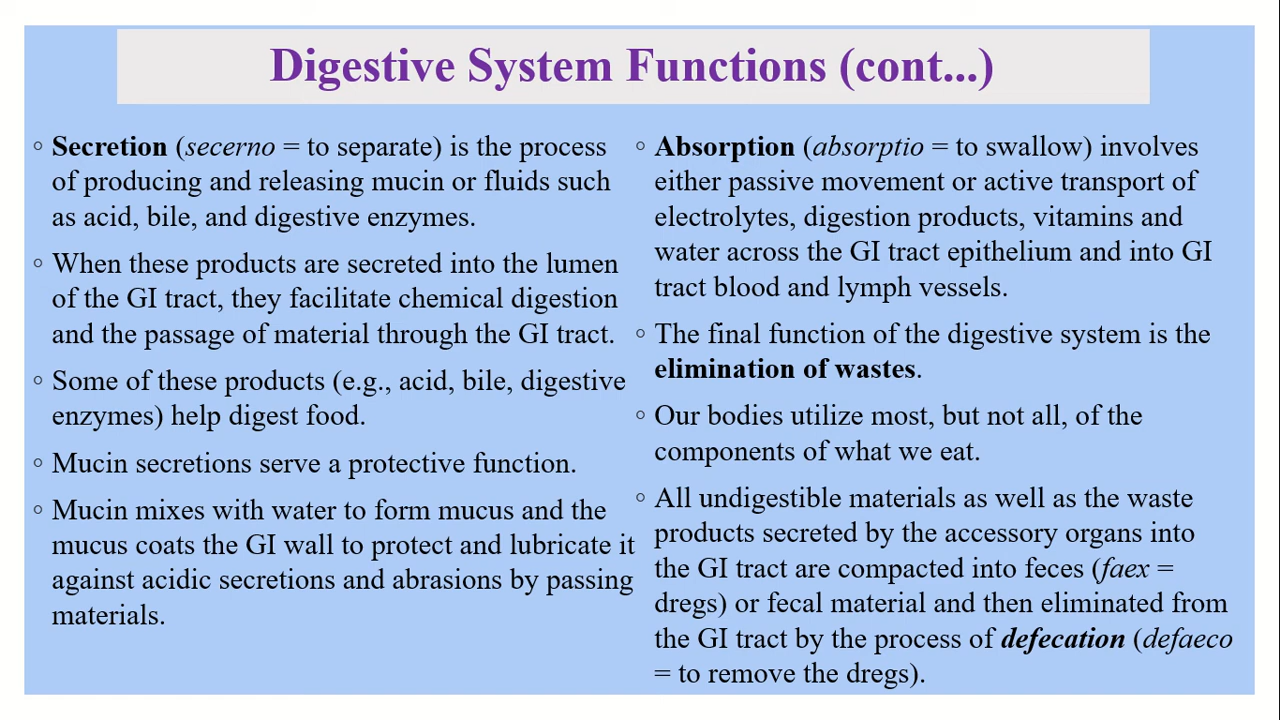 Digestive System Functions (cont...)
◦ Secretion (secerno = to separate) is the process
of producing and releasing mucin or fluids such
as acid, bile, and digestive enzymes.
◦ When these products are secreted into the lumen
of the GI tract, they facilitate chemical digestion
and the passage of material through the GI tract.
◦ Some of these products (e.g., acid, bile, digestive
enzymes) help digest food.
◦ Mucin secretions serve a protective function.
◦ Mucin mixes with water to form mucus and the
mucus coats the GI wall to protect and lubricate it
against acidic secretions and abrasions by passing
materials.
◦ Absorption (absorptio = to swallow) involves
either passive movement or active transport of
electrolytes, digestion products, vitamins and
water across the GI tract epithelium and into GI
tract blood and lymph vessels.
◦ The final function of the digestive system is the
elimination of wastes.
◦ Our bodies utilize most, but not all, of the
components of what we eat.
◦ All undigestible materials as well as the waste
products secreted by the accessory organs into
the GI tract are compacted into feces (faex =
dregs) or fecal material and then eliminated from
the GI tract by the process of defecation (defaeco
= to remove the dregs).